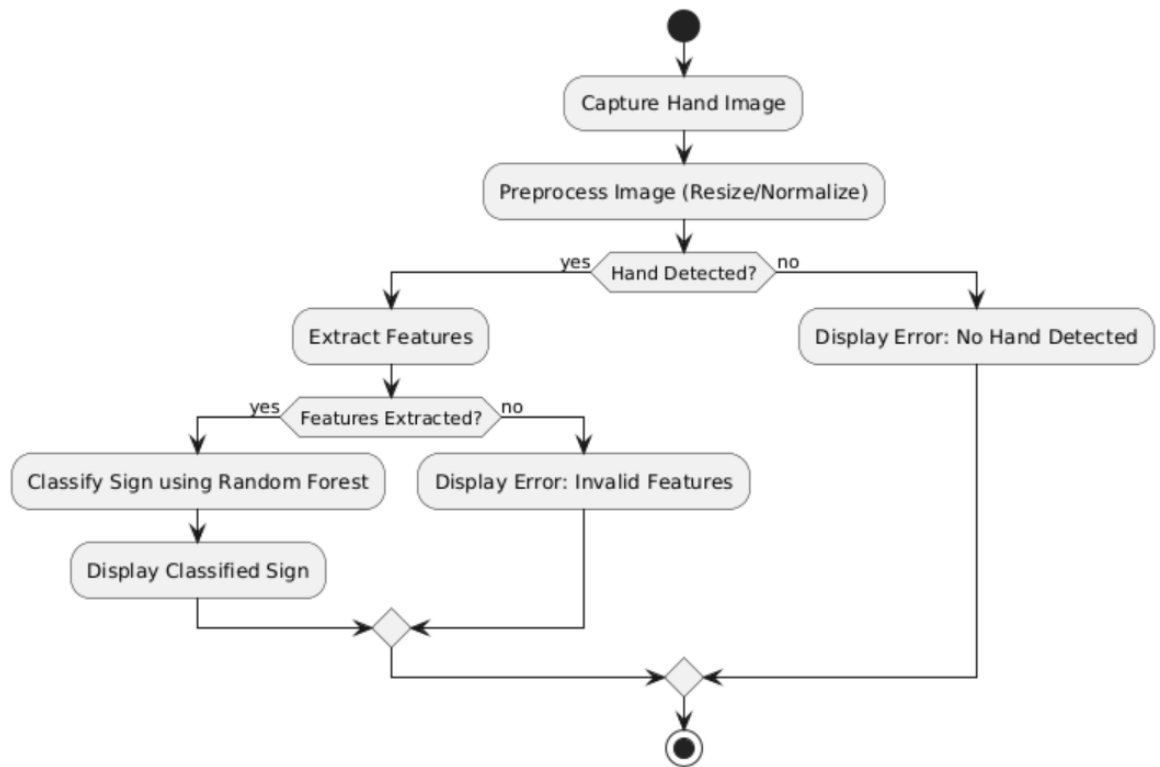 Capture Hand Image
Preprocess Image (Resize/Normalize)
yes
Hand Detected?
no
Extract Features
Display Error: No Hand Detected
yes
Features Extracted?
no
Classify Sign using Random Forest
Display Error: Invalid Features
Display Classified Sign